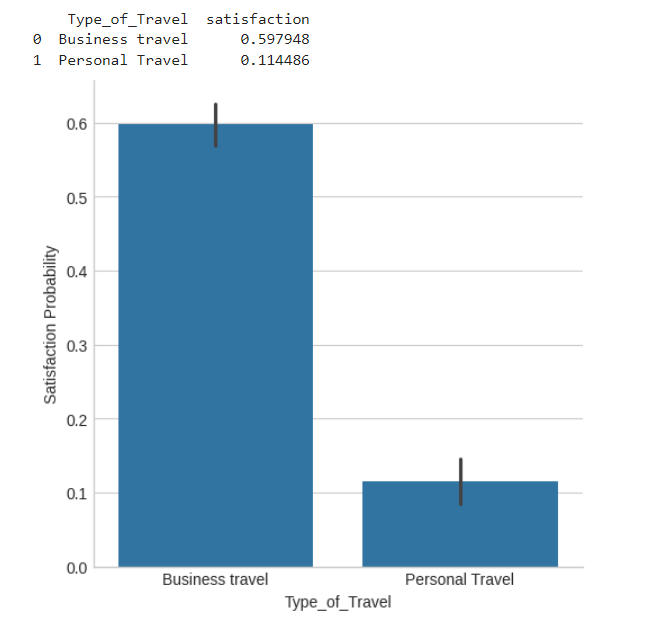 Type_of_Travel satisfaction
0 Business travel 0.597948
1 Personal Travel 0.114486
0.6
0.5
0.4
0.3
0.2
0.1
0.0
Satisfaction Probability
Business travel Personal Travel
Type_of_Travel